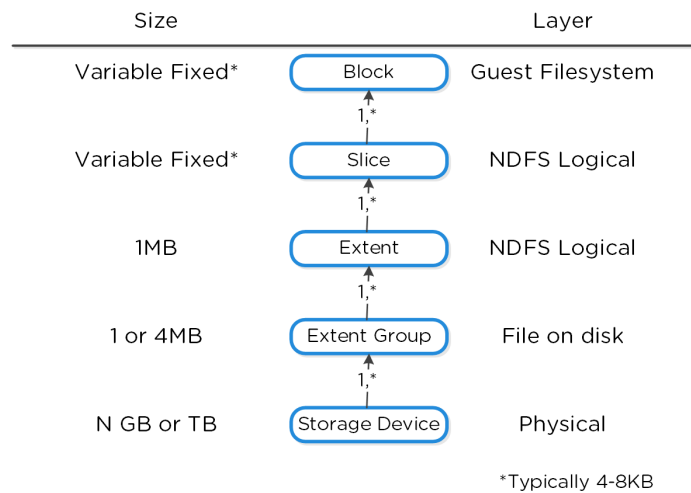 Size Layer
Variable Fixed* Block Guest Filesystem
1,*
Variable Fixed* Slice NDFS Logical
1,*
1MB Extent NDFS Logical
1,*
1 or 4MB Extent Group File on disk
1,*
N GB or TB Storage Device Physical
*Typically 4-8KB